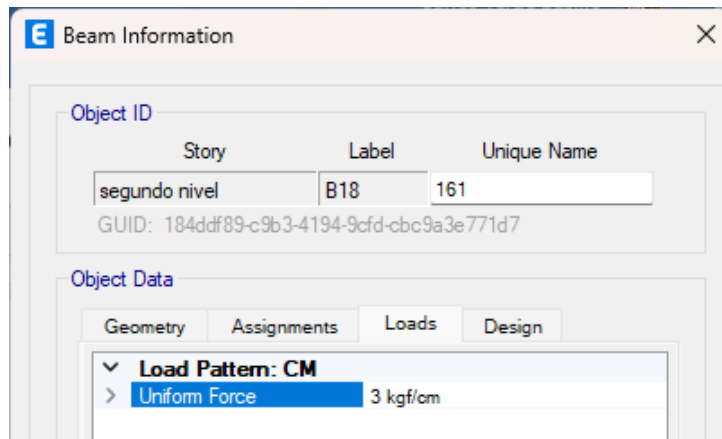 E Beam Information
Object ID
Story Label Unique Name
segundo nivel B18 161
GUID: 184ddf89-c9b3-4194-9cfd-cbc9a3e771d7
Object Data
Geometry Assignments Loads Design
Load Pattern: CM
Uniform Force 3 kgf/cm